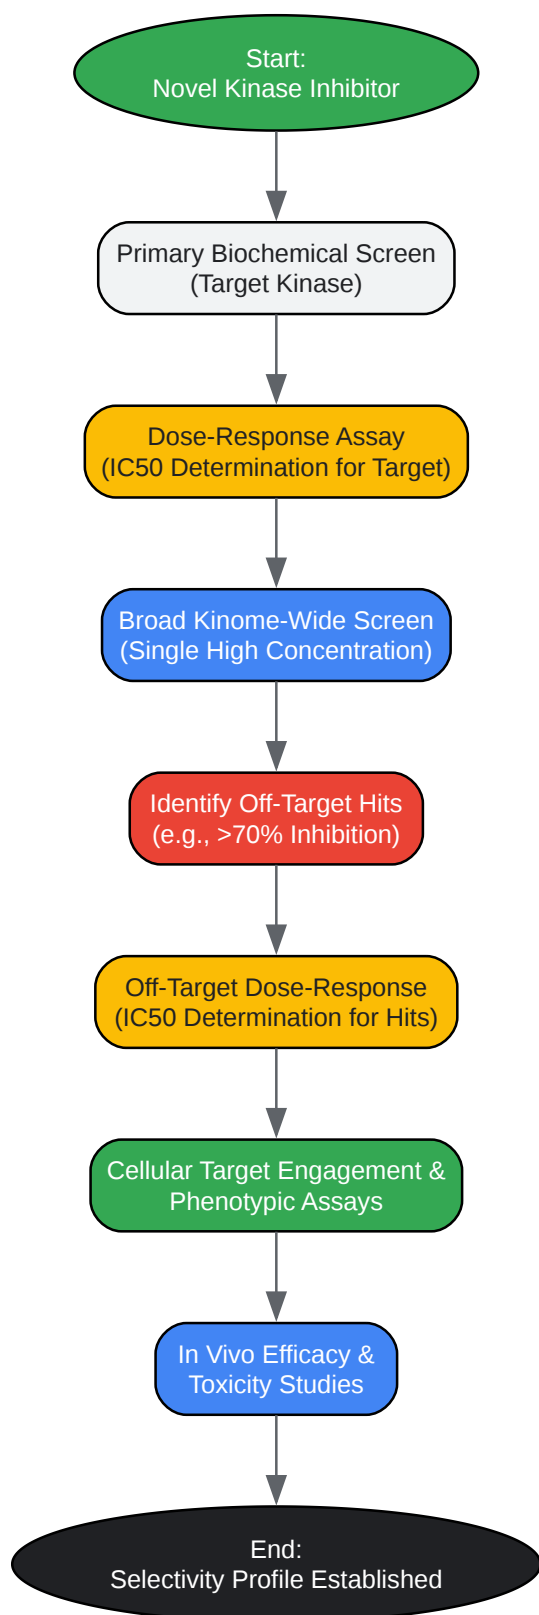 Start:
Novel Kinase Inhibitor
Primary Biochemical Screen
(Target Kinase)
Dose-Response Assay
(IC50 Determination for Target)
Broad Kinome-Wide Screen
(Single High Concentration)
Identify Off-Target Hits
(e.g., >70% Inhibition)
Off-Target Dose-Response
(IC50 Determination for Hits)
Cellular Target Engagement &
Phenotypic Assays
In Vivo Efficacy &
Toxicity Studies
End:
Selectivity Profile Established